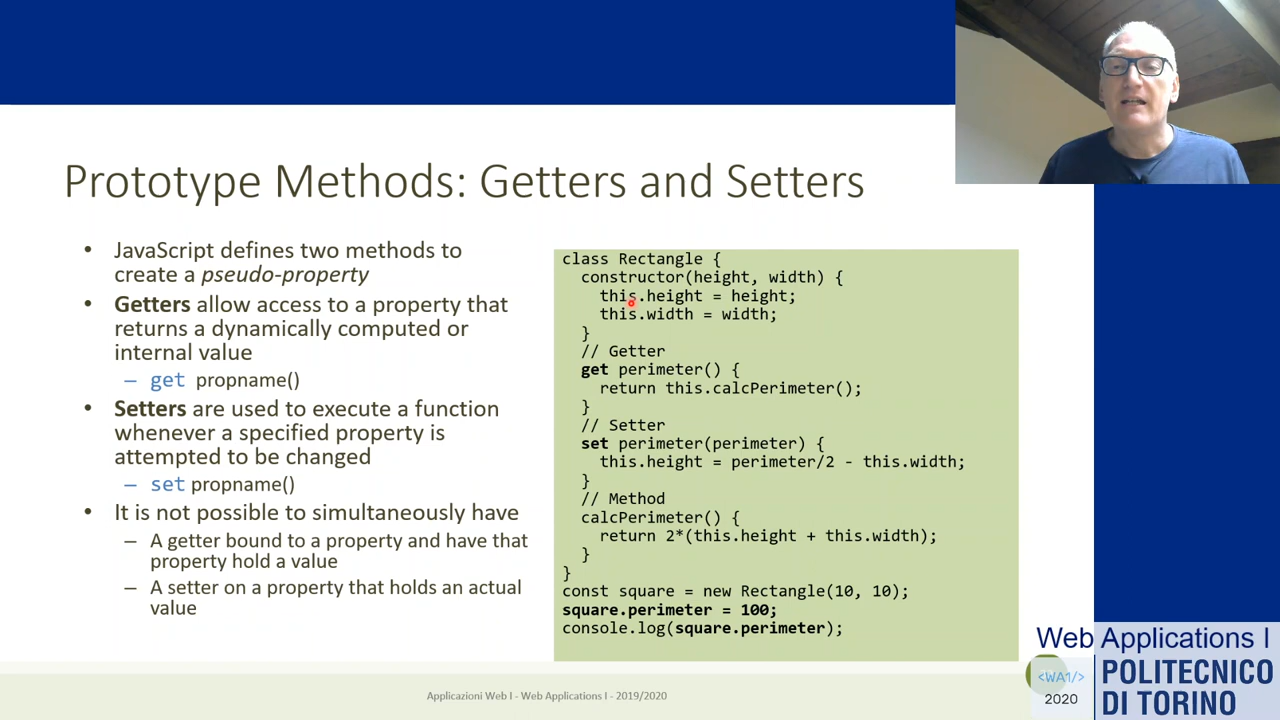 Prototype Methods: Getters and Setters
• JavaScript defines two methods to
create a pseudo-property
• Getters allow access to a property that
returns a dynamically computed or
internal value
– get propname()
• Setters are used to execute a function
whenever a specified property is
attempted to be changed
– set propname()
• It is not possible to simultaneously have
– A getter bound to a property and have that
property hold a value
– A setter on a property that holds an actual
value
class Rectangle {
  constructor(height, width) {
    this.height = height;
    this.width = width;
  }
  // Getter
  get perimeter() {
    return this.calcPerimeter();
  }
  // Setter
  set perimeter(perimeter) {
    this.height = perimeter/2 - this.width;
  }
  // Method
  calcPerimeter() {
    return 2*(this.height + this.width);
  }
}
const square = new Rectangle(10, 10);
square.perimeter = 100;
console.log(square.perimeter);
Applicazioni Web I - Web Applications I - 2019/2020
Web Applications I
<WA1/>
2020
POLITECNICO
DI TORINO